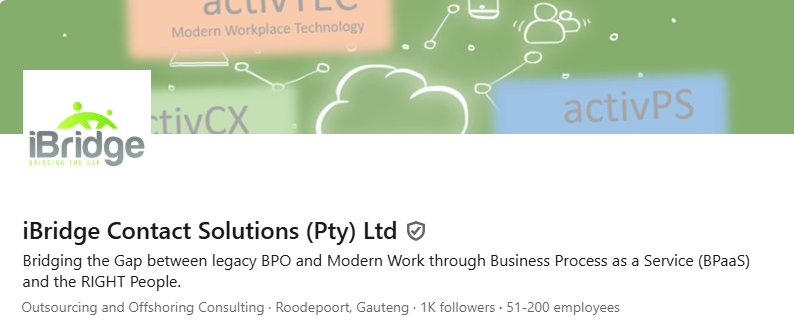 activTEC
Modern Workplace Technology
activPS
iBridge
BRIDGING THE GAP
iBridge Contact Solutions (Pty) Ltd
Bridging the Gap between legacy BPO and Modern Work through Business Process as a Service (BPaaS)
and the RIGHT People.
Outsourcing and Offshoring Consulting · Roodepoort, Gauteng · 1K followers · 51-200 employees